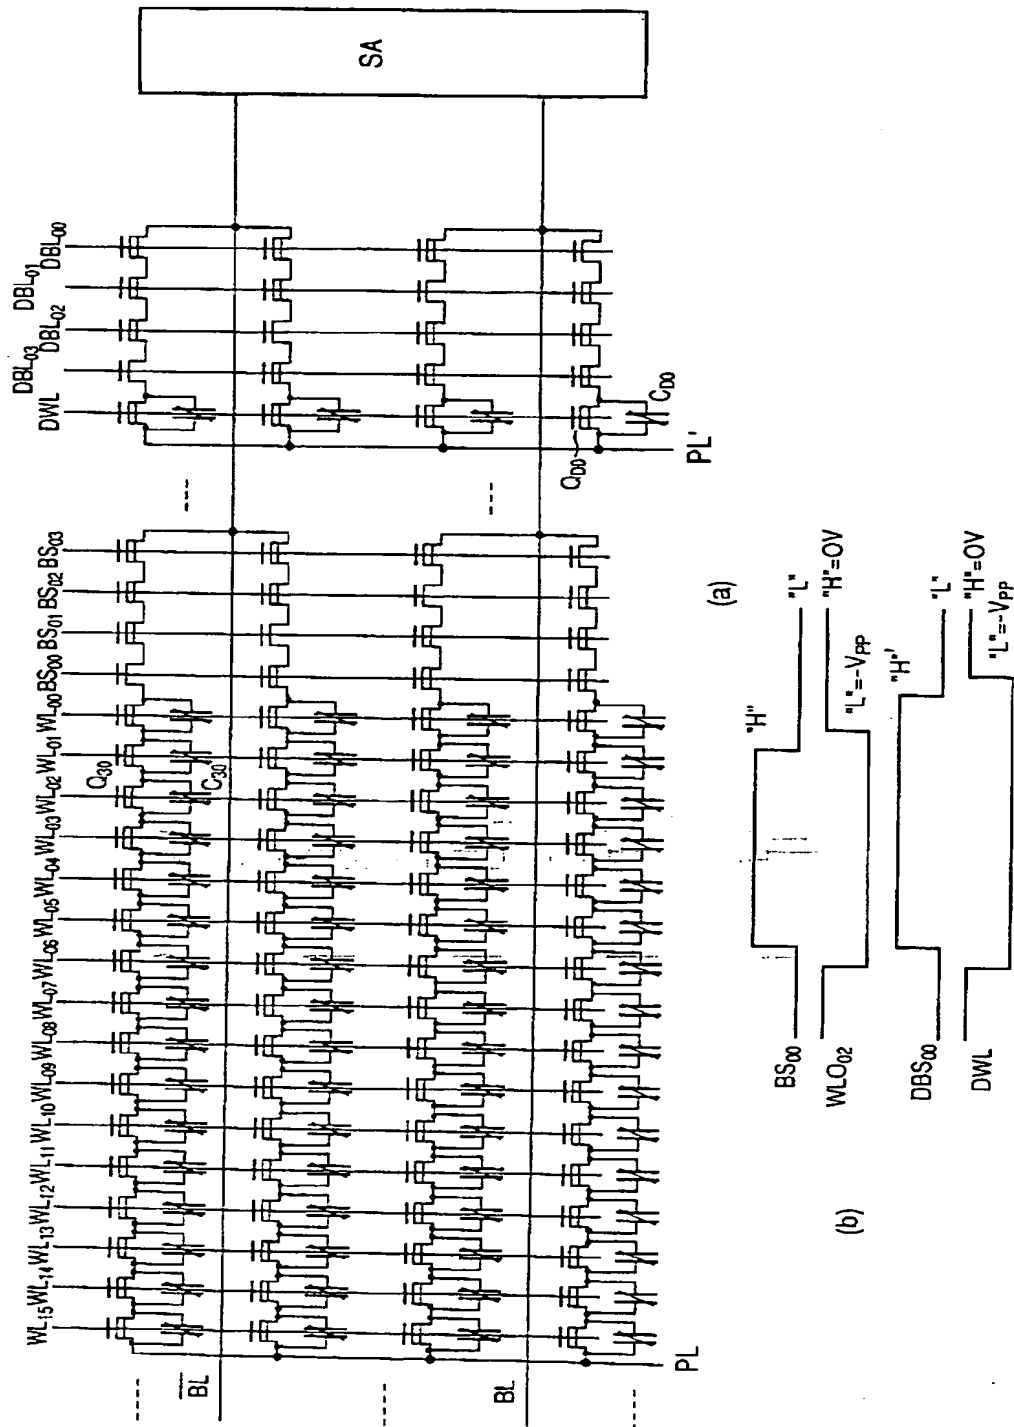 SA
DBL00
DBL01
DBL02
DBL03
DWL
CD0
QD0
PL'
BS03
BS02
BS01
BS00
WL00
WL01
WL02
WL03
WL04
WL05
WL06
WL07
WL08
WL09
WL10
WL11
WL12
WL13
WL14
WL15
Q30
C30
BL
BL
PL
(a)
BS00
"H"
"L"
WLO02
"H"=OV
"L"=-VPP
DBS00
"H"'
"L"
DWL
"H"=OV
"L"=-VPP
(b)